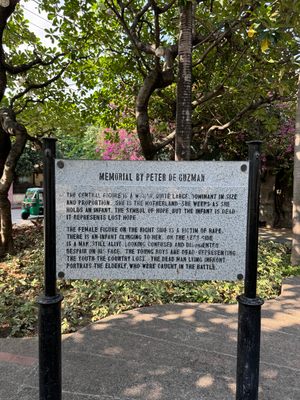 MEMORIAL BY PETER DE GUZMAN
THE CENTRAL FIGURE IS A WOMAN, QUITE LARGE, DOMINANT IN SIZE
AND PROPORTION. SHE IS THE MOTHERLAND. SHE WEEPS AS SHE
HOLDS AN INFANT, THE SYMBOL OF HOPE, BUT THE INFANT IS DEAD.
IT REPRESENTS LOST HOPE.
THE FEMALE FIGURE ON THE RIGHT SIDE IS A VICTIM OF RAPE.
THERE IS AN INFANT CLINGING TO HER. ON THE LEFT SIDE
IS A MAN, STILL ALIVE, LOOKING CONFUSED AND
DESPAIR ON HIS FACE. THE YOUNG BOYS ARE DEAD, REPRESENTING
THE YOUTH THE COUNTRY LOST. THE DEAD MAN LYING INFRONT
PORTRAYS THE ELDERLY, WHO WERE CAUGHT IN THE BATTLE.